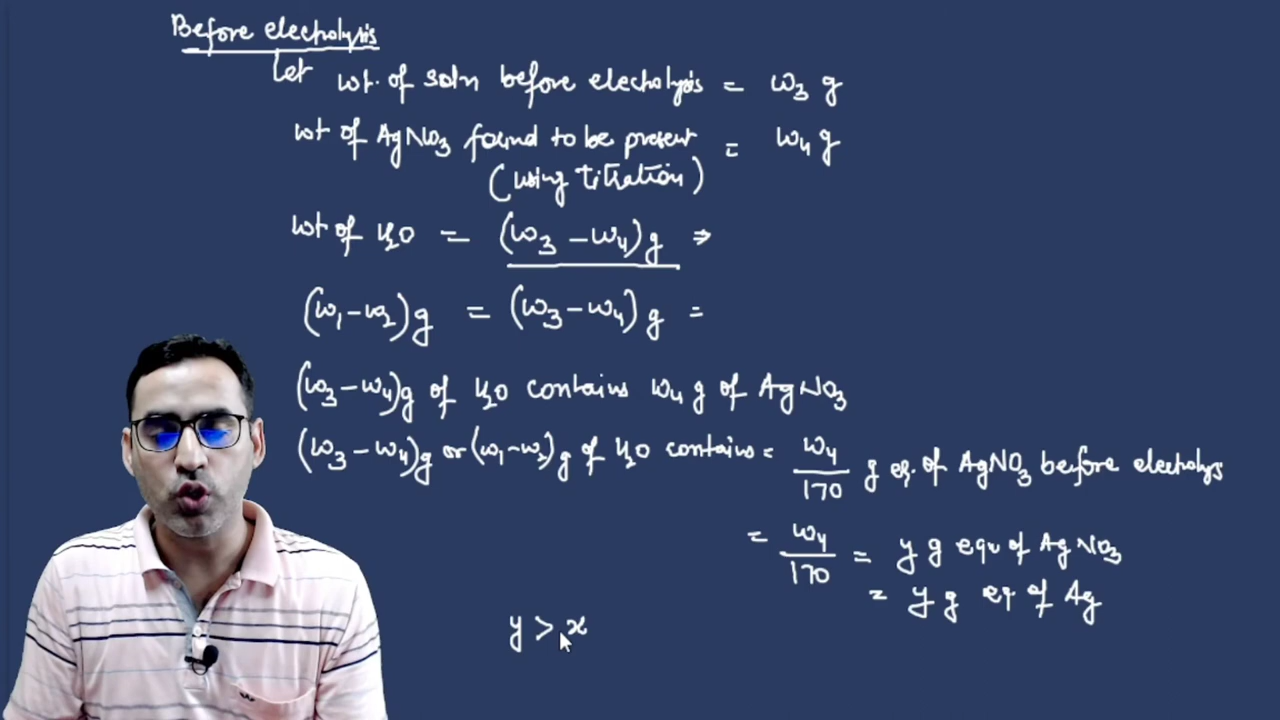 Before electrolysis
Let wt. of soln before electrolysis = w₃ g
wt of AgNO₃ found to be present = w₄ g
(using titration)
wt of H₂O = (w₃ - w₄) g ⇒
(w₁ - w₂) g = (w₃ - w₄) g =
(w₃ - w₄) g of H₂O contains w₄ g of AgNO₃
(w₃ - w₄) g or (w₁ - w₂) g of H₂O contains = w₄/170 g eq. of AgNO₃ before electrolys
= w₄/170 = y g equ of AgNO₃
= y g eq of Ag
y > x